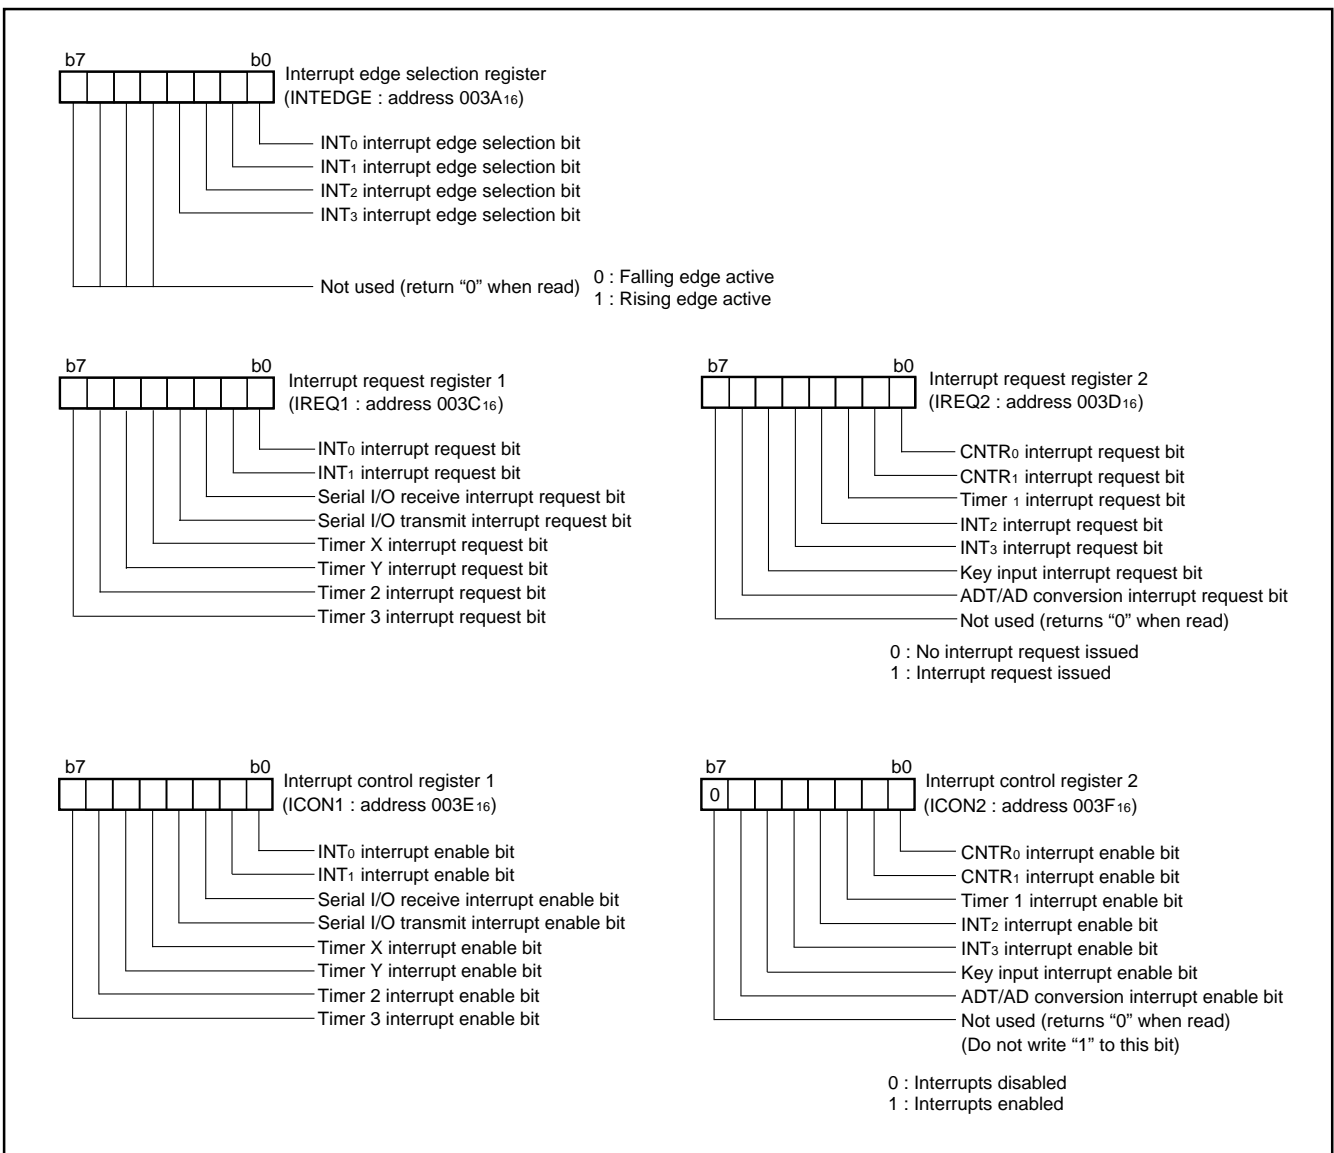 b7 b0
Interrupt edge selection register
(INTEDGE : address 003A16)
INT0 interrupt edge selection bit
INT1 interrupt edge selection bit
INT2 interrupt edge selection bit
INT3 interrupt edge selection bit
Not used (return “0” when read)
0 : Falling edge active
1 : Rising edge active
b7 b0
Interrupt request register 1
(IREQ1 : address 003C16)
INT0 interrupt request bit
INT1 interrupt request bit
Serial I/O receive interrupt request bit
Serial I/O transmit interrupt request bit
Timer X interrupt request bit
Timer Y interrupt request bit
Timer 2 interrupt request bit
Timer 3 interrupt request bit
b7 b0
Interrupt request register 2
(IREQ2 : address 003D16)
CNTR0 interrupt request bit
CNTR1 interrupt request bit
Timer 1 interrupt request bit
INT2 interrupt request bit
INT3 interrupt request bit
Key input interrupt request bit
ADT/AD conversion interrupt request bit
Not used (returns “0” when read)
0 : No interrupt request issued
1 : Interrupt request issued
b7 b0
Interrupt control register 1
(ICON1 : address 003E16)
INT0 interrupt enable bit
INT1 interrupt enable bit
Serial I/O receive interrupt enable bit
Serial I/O transmit interrupt enable bit
Timer X interrupt enable bit
Timer Y interrupt enable bit
Timer 2 interrupt enable bit
Timer 3 interrupt enable bit
b7 b0
0
Interrupt control register 2
(ICON2 : address 003F16)
CNTR0 interrupt enable bit
CNTR1 interrupt enable bit
Timer 1 interrupt enable bit
INT2 interrupt enable bit
INT3 interrupt enable bit
Key input interrupt enable bit
ADT/AD conversion interrupt enable bit
Not used (returns “0” when read)
(Do not write “1” to this bit)
0 : Interrupts disabled
1 : Interrupts enabled